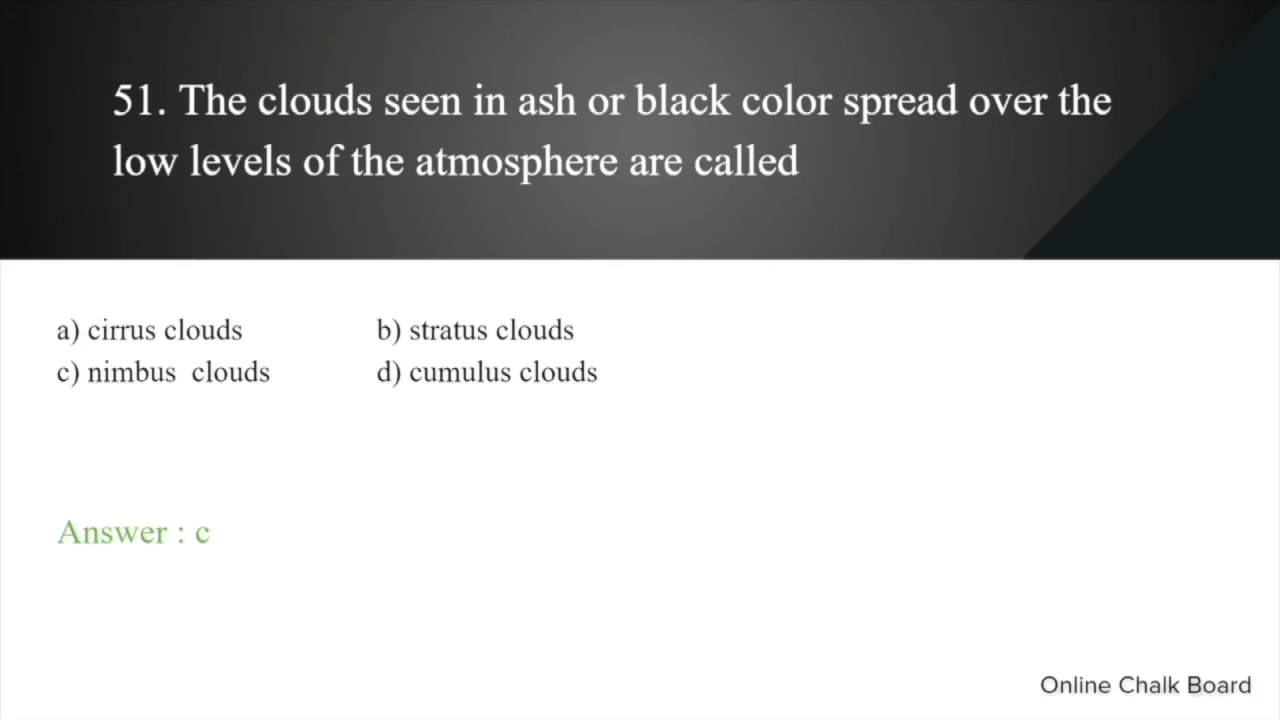 51. The clouds seen in ash or black color spread over the
low levels of the atmosphere are called
a) cirrus clouds b) stratus clouds
c) nimbus  clouds d) cumulus clouds
Answer : c
Online Chalk Board